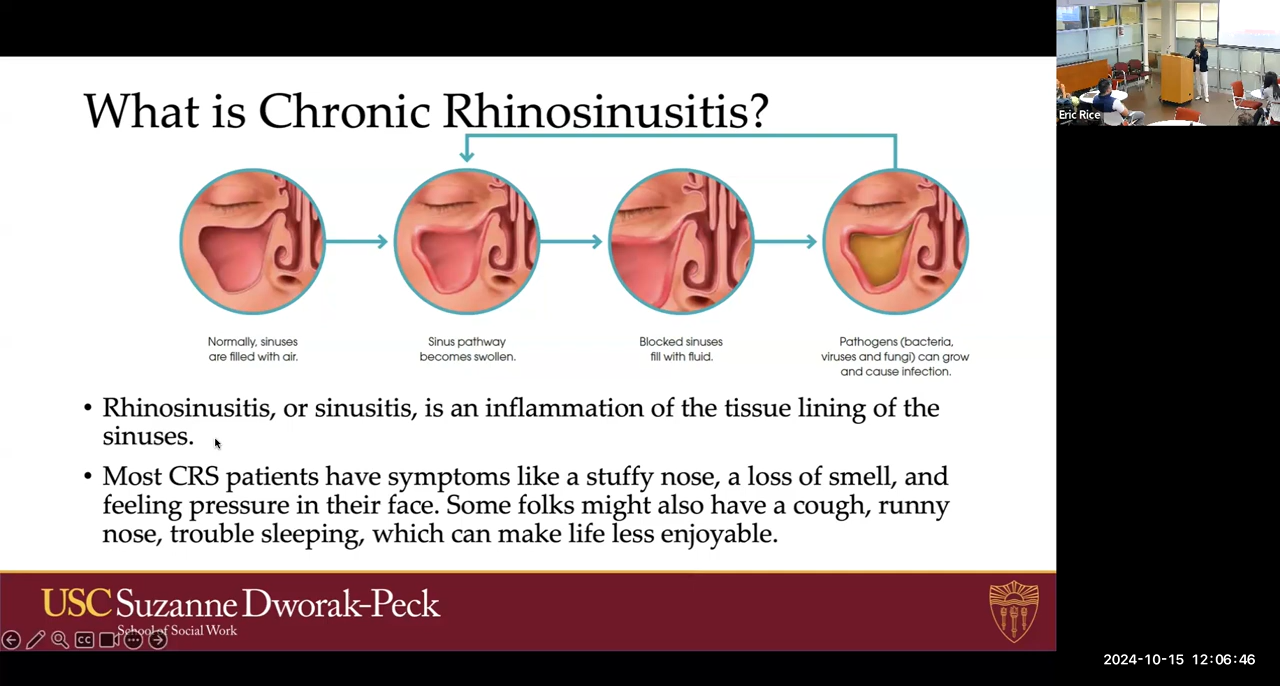 What is Chronic Rhinosinusitis?
Normally, sinuses
are filled with air.
Sinus pathway
becomes swollen.
Blocked sinuses
fill with fluid.
Pathogens (bacteria,
viruses and fungi) can grow
and cause infection.
• Rhinosinusitis, or sinusitis, is an inflammation of the tissue lining of the
sinuses.
• Most CRS patients have symptoms like a stuffy nose, a loss of smell, and
feeling pressure in their face. Some folks might also have a cough, runny
nose, trouble sleeping, which can make life less enjoyable.
USC Suzanne Dworak-Peck
School of Social Work
CC
Eric Rice
2024-10-15 12:06:46